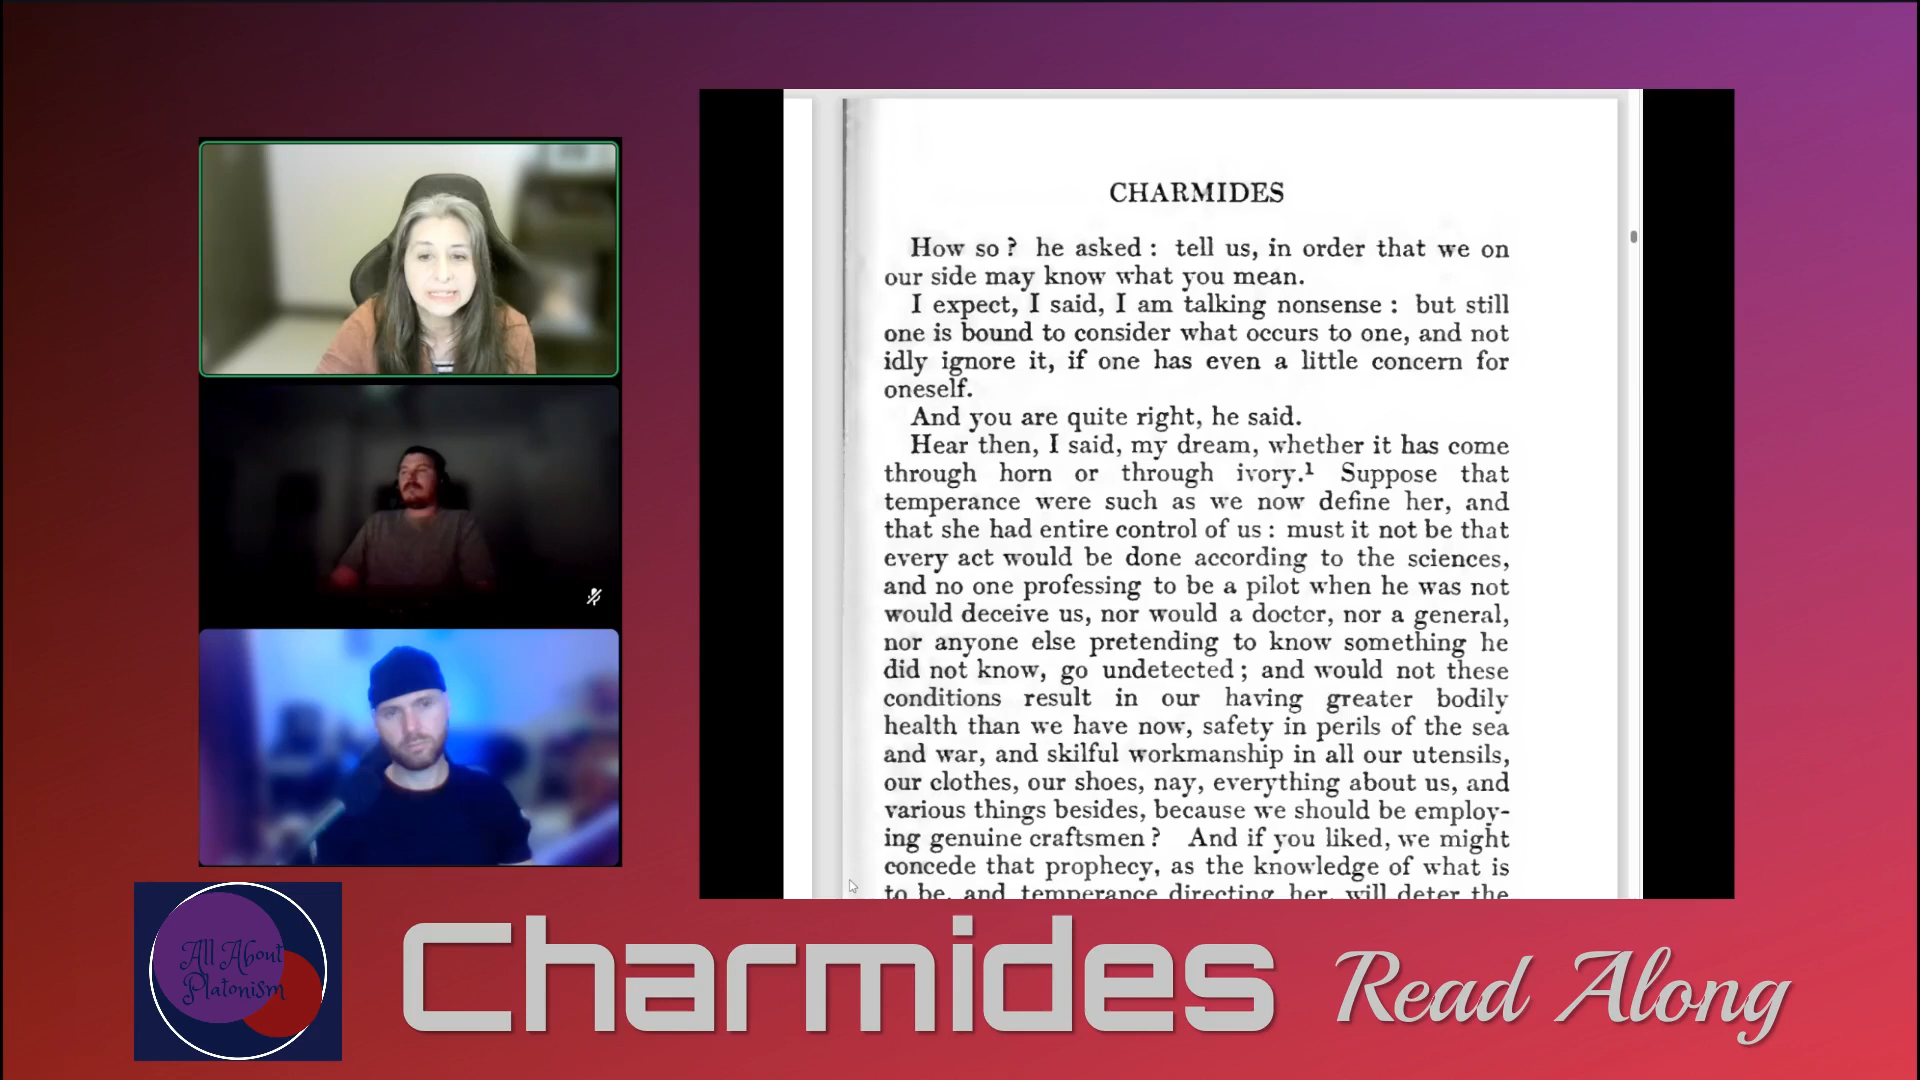 CHARMIDES
How so ? he asked : tell us, in order that we on
our side may know what you mean.
I expect, I said, I am talking nonsense : but still
one is bound to consider what occurs to one, and not
idly ignore it, if one has even a little concern for
oneself.
And you are quite right, he said.
Hear then, I said, my dream, whether it has come
through horn or through ivory.¹ Suppose that
temperance were such as we now define her, and
that she had entire control of us : must it not be that
every act would be done according to the sciences,
and no one professing to be a pilot when he was not
would deceive us, nor would a doctor, nor a general,
nor anyone else pretending to know something he
did not know, go undetected ; and would not these
conditions result in our having greater bodily
health than we have now, safety in perils of the sea
and war, and skilful workmanship in all our utensils,
our clothes, our shoes, nay, everything about us, and
various things besides, because we should be employ-
ing genuine craftsmen ? And if you liked, we might
concede that prophecy, as the knowledge of what is
to be, and temperance directing her, will deter the
All About
Platonism
Charmides Read Along